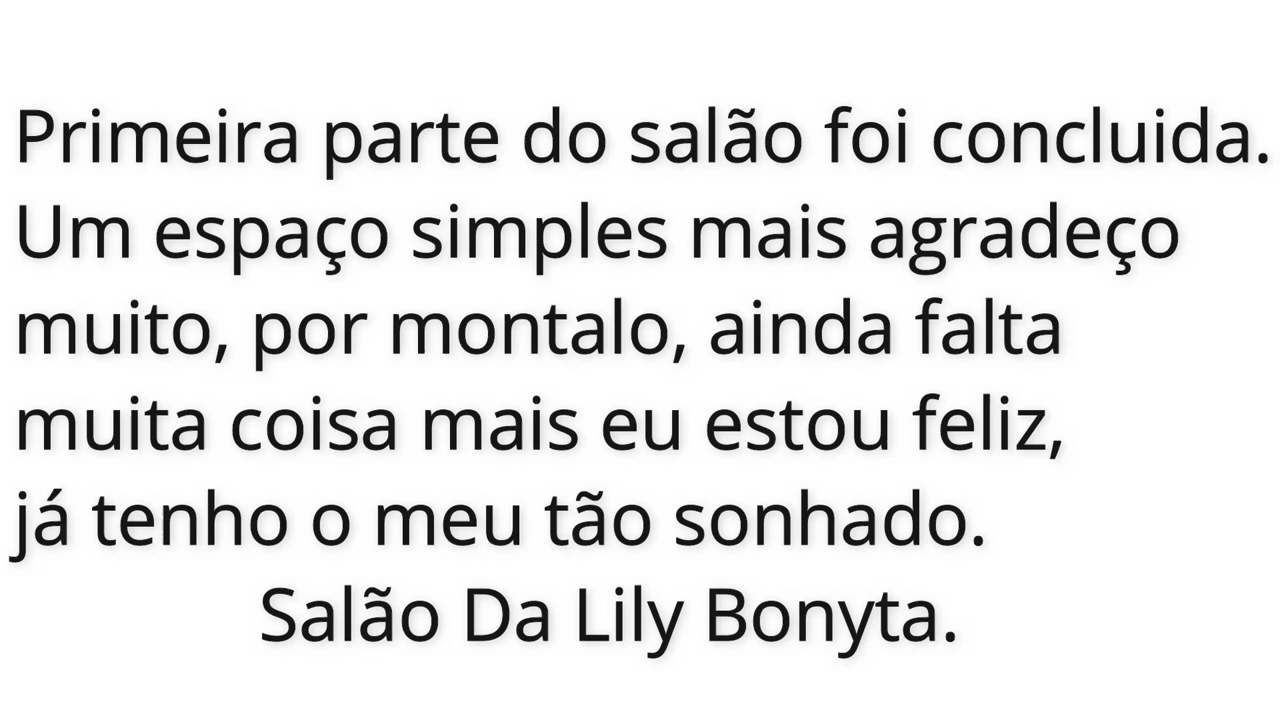 Primeira parte do salão foi concluida.
Um espaço simples mais agradeço
muito, por montalo, ainda falta
muita coisa mais eu estou feliz,
já tenho o meu tão sonhado.
Salão Da Lily Bonyta.